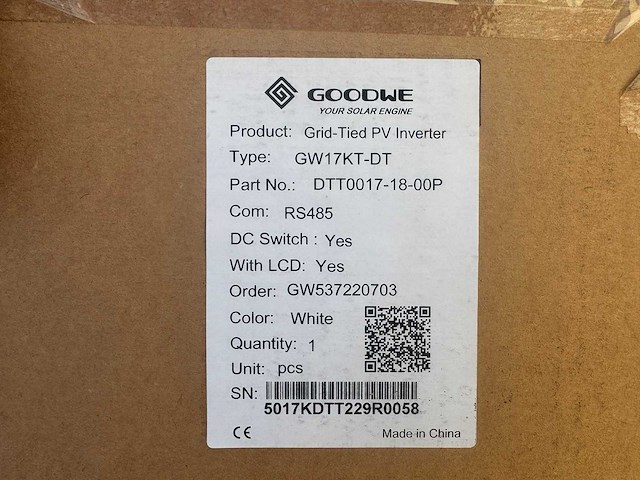 GOODWE
YOUR SOLAR ENGINE
Product: Grid-Tied PV Inverter
Type: GW17KT-DT
Part No.: DTT0017-18-00P
Com: RS485
DC Switch : Yes
With LCD: Yes
Order: GW537220703
Color: White
Quantity: 1
Unit: pcs
SN:
5017KDTT229R0058
CE Made in China